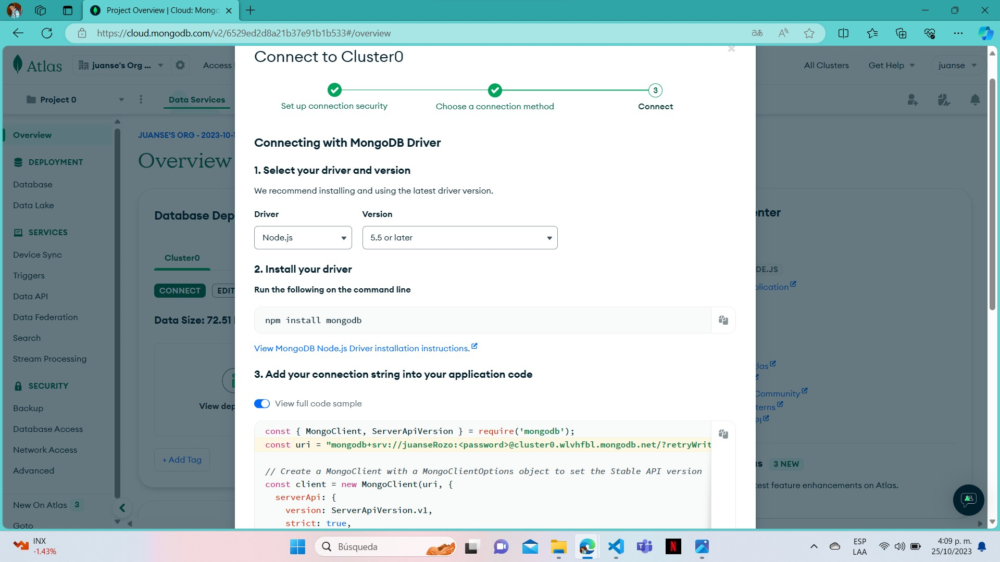 Project Overview | Cloud: Mongo
https://cloud.mongodb.com/v2/6529ed2d8a21b37e91b1b533#/overview
Atlas
juanse's Org ...
Access
All Clusters
Get Help
juanse
Project 0
Data Services
Overview
DEPLOYMENT
Database
Data Lake
SERVICES
Device Sync
Triggers
Data API
Data Federation
Search
Stream Processing
SECURITY
Backup
Database Access
Network Access
Advanced
New On Atlas 3
Goto
JUANSE'S ORG - 2023-10-1
Overview
Database Dep
Cluster0
CONNECT
EDIT
Data Size: 72.51
View dep
+ Add Tag
Connect to Cluster0
3
Set up connection security
Choose a connection method
Connect
Connecting with MongoDB Driver
1. Select your driver and version
We recommend installing and using the latest driver version.
Driver
Version
Node.js
5.5 or later
2. Install your driver
Run the following on the command line
npm install mongodb
View MongoDB Node.js Driver installation instructions.
3. Add your connection string into your application code
View full code sample
const { MongoClient, ServerApiVersion } = require('mongodb');
const uri = "mongodb+srv://juanseRozo:<password>@cluster0.wlvhfbl.mongodb.net/?retryWrit
// Create a MongoClient with a MongoClientOptions object to set the Stable API version
const client = new MongoClient(uri, {
serverApi: {
version: ServerApiVersion.v1,
strict: true,
enter
DE.JS
plication
tlas
Community
terns
PI
s 3 NEW
test feature enhancements on Atlas.
INX
-1.43%
Búsqueda
ESP
LAA
4:09 p. m.
25/10/2023